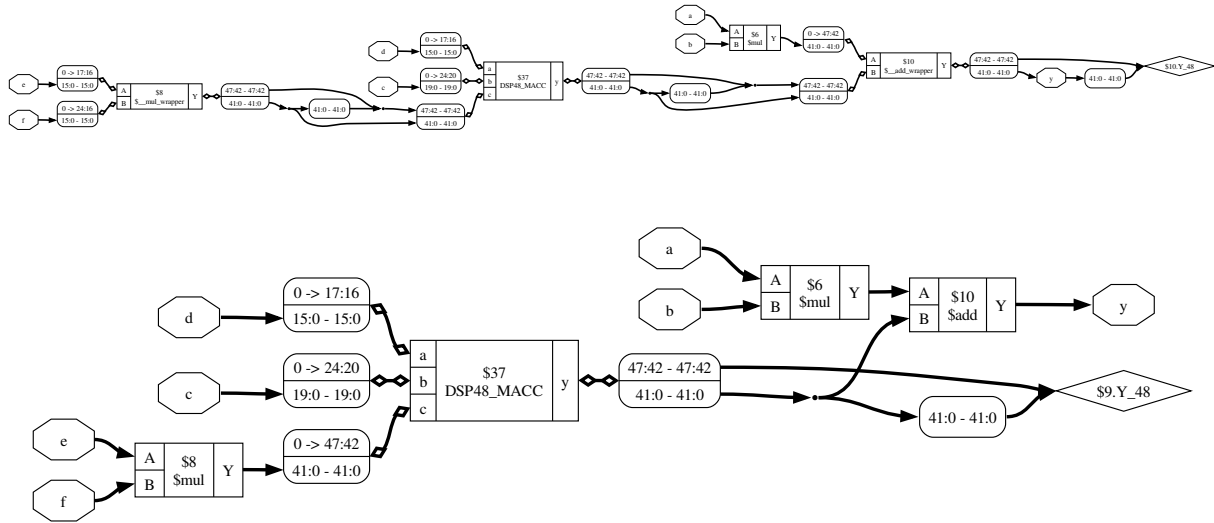 a
b
A
B
$6
$mul
Y
0 -> 47:42
41:0 - 41:0
d
0 -> 17:16
15:0 - 15:0
c
0 -> 24:20
19:0 - 19:0
a
b
c
$37
DSP48_MACC
y
47:42 - 47:42
41:0 - 41:0
41:0 - 41:0
47:42 - 47:42
41:0 - 41:0
A
B
$10
$__add_wrapper
Y
47:42 - 47:42
41:0 - 41:0
y
41:0 - 41:0
$10.Y_48
e
0 -> 17:16
15:0 - 15:0
f
0 -> 24:16
15:0 - 15:0
A
B
$8
$__mul_wrapper
Y
47:42 - 47:42
41:0 - 41:0
41:0 - 41:0
47:42 - 47:42
41:0 - 41:0
a
b
A
B
$6
$mul
Y
A
B
$10
$add
Y
y
d
0 -> 17:16
15:0 - 15:0
c
0 -> 24:20
19:0 - 19:0
a
b
c
$37
DSP48_MACC
y
47:42 - 47:42
41:0 - 41:0
41:0 - 41:0
$9.Y_48
e
f
A
B
$8
$mul
Y
0 -> 47:42
41:0 - 41:0